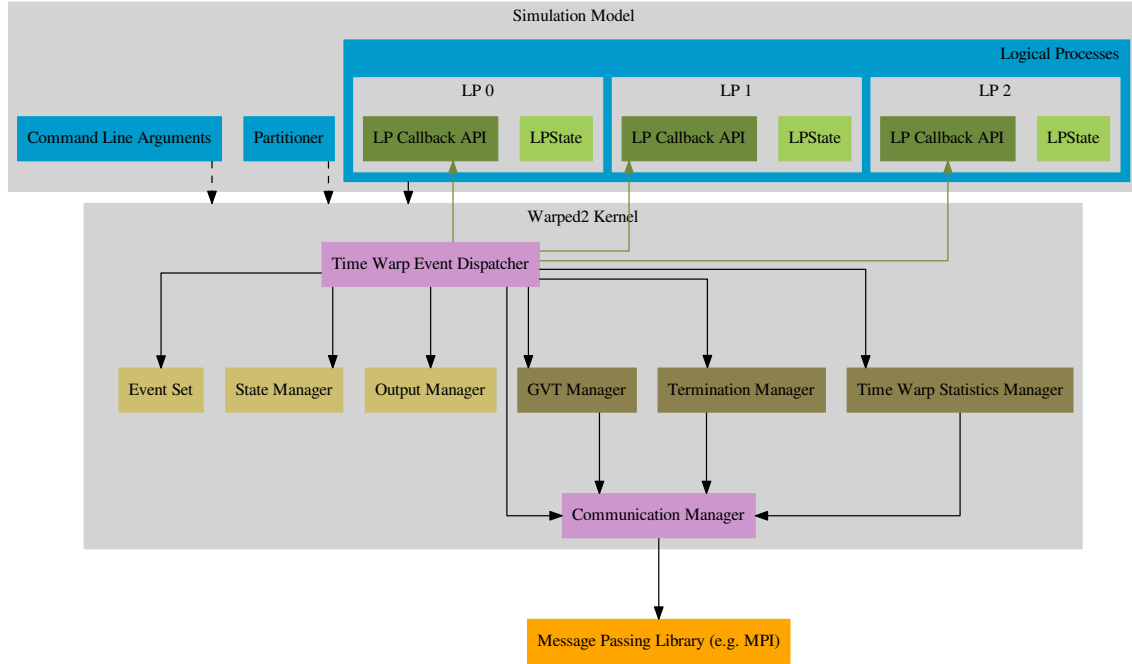 Simulation Model
Logical Processes
LP 0
LP 1
LP 2
Command Line Arguments
Partitioner
LP Callback API
LPState
LP Callback API
LPState
LP Callback API
LPState
Warped2 Kernel
Time Warp Event Dispatcher
Event Set
State Manager
Output Manager
GVT Manager
Termination Manager
Time Warp Statistics Manager
Communication Manager
Message Passing Library (e.g. MPI)